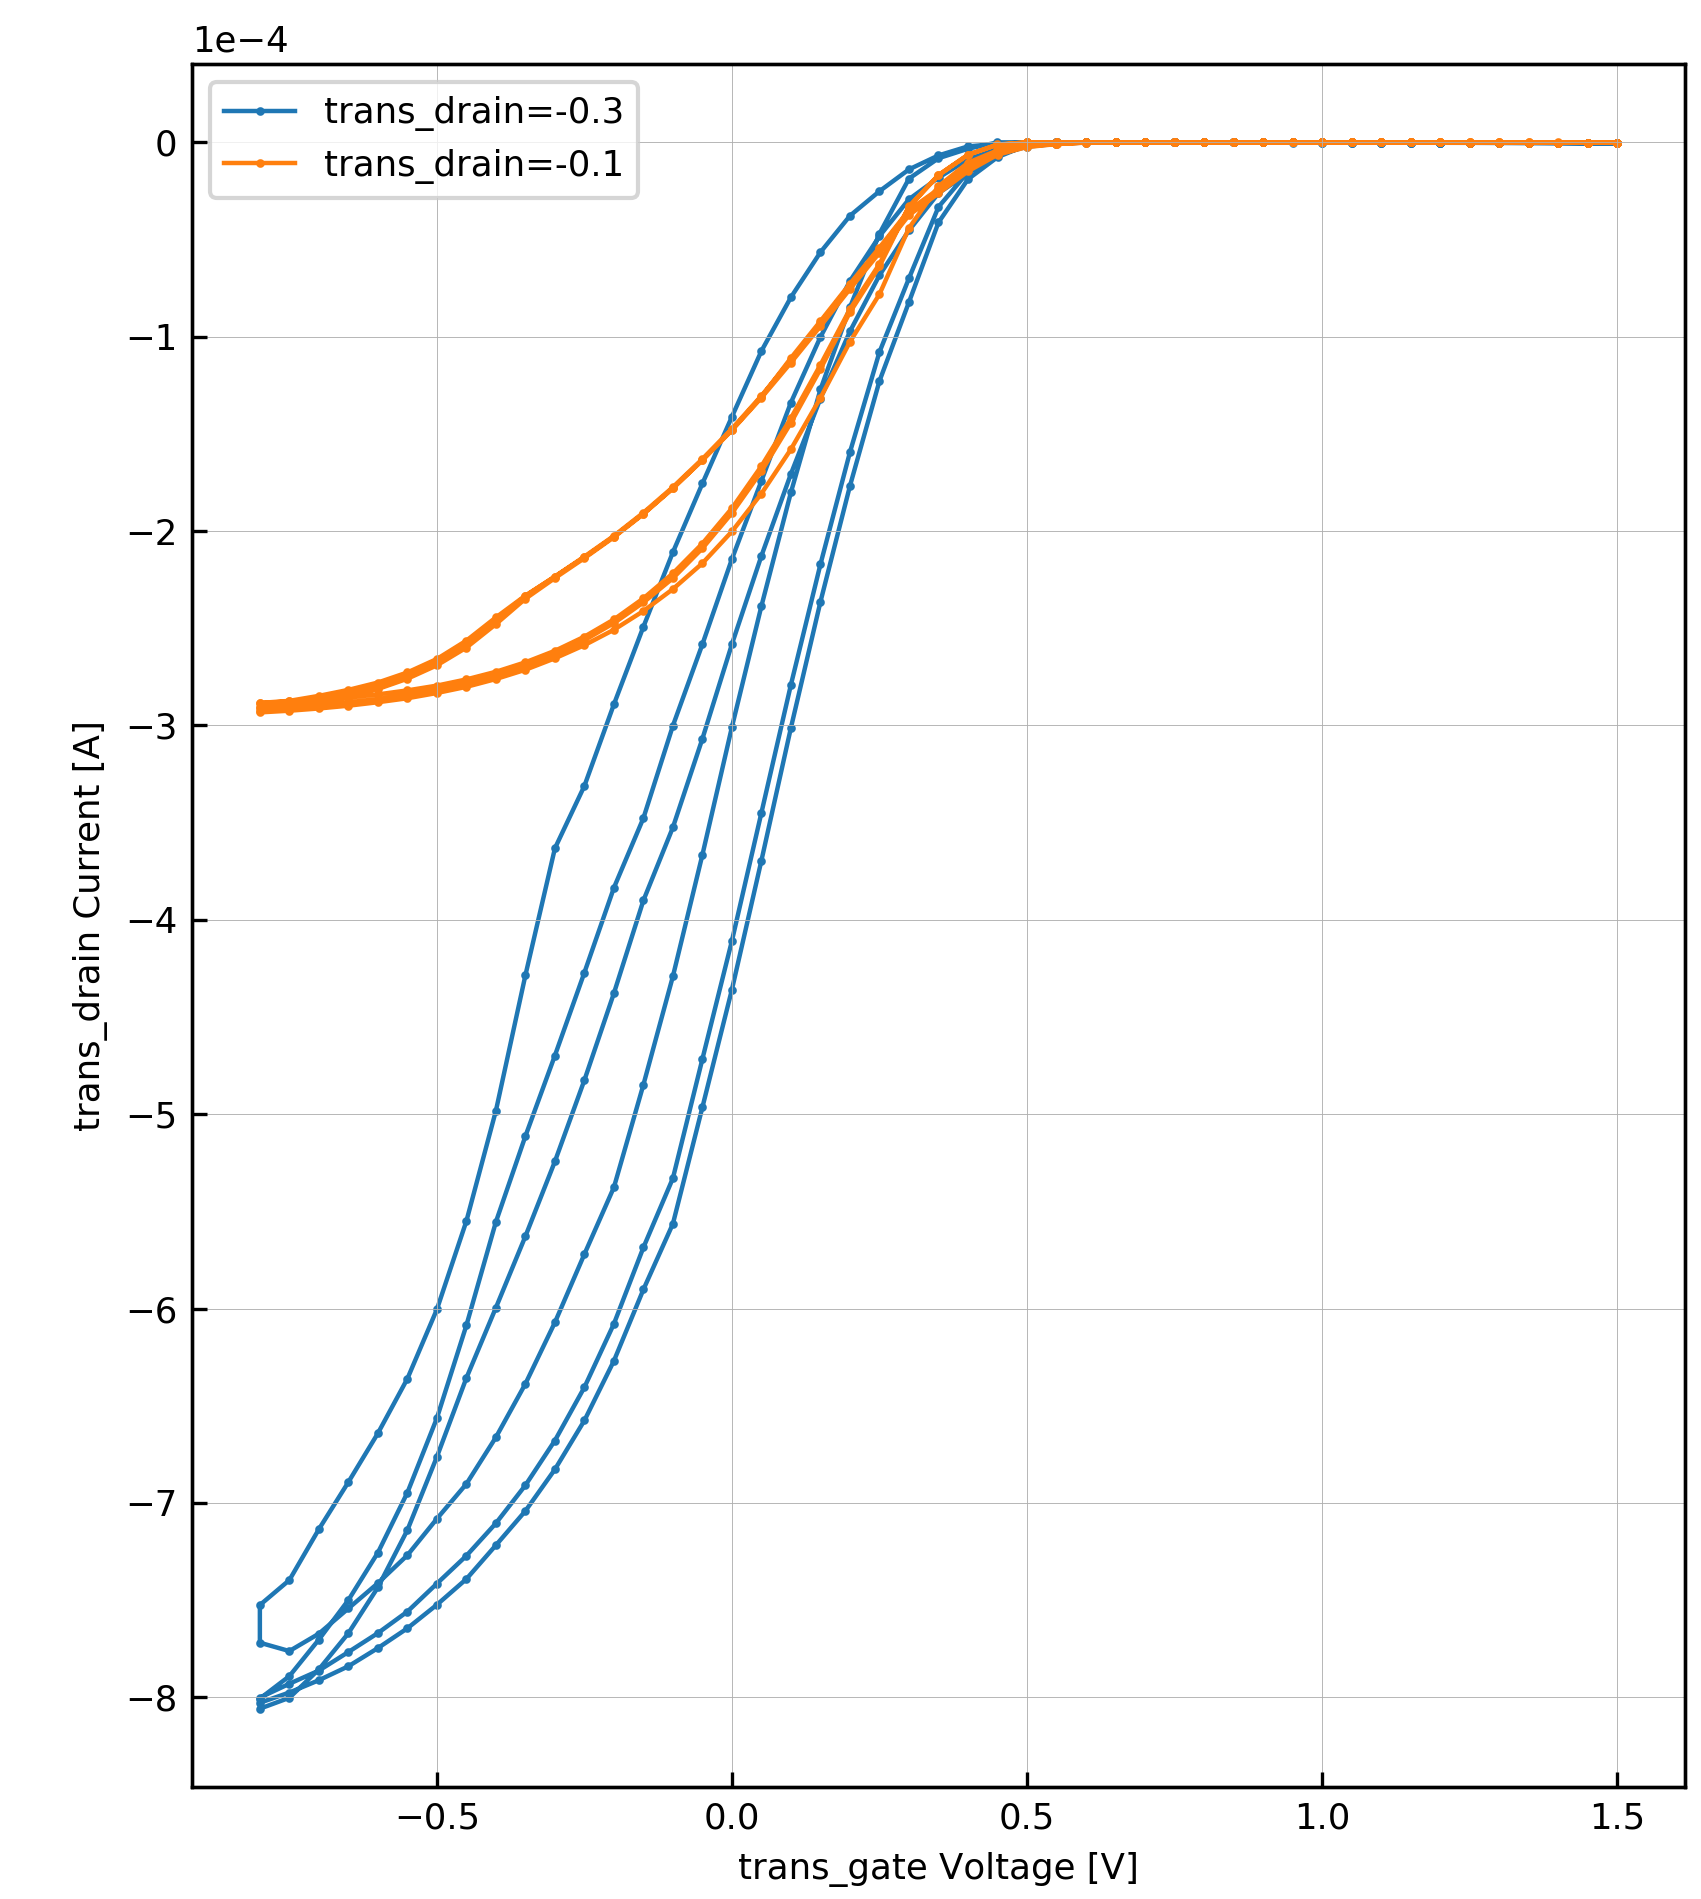 1e−4
trans_drain=-0.3
trans_drain=-0.1
0
−1
−2
−3
−4
−5
−6
−7
−8
trans_drain Current [A]
−0.5
0.0
0.5
1.0
1.5
trans_gate Voltage [V]